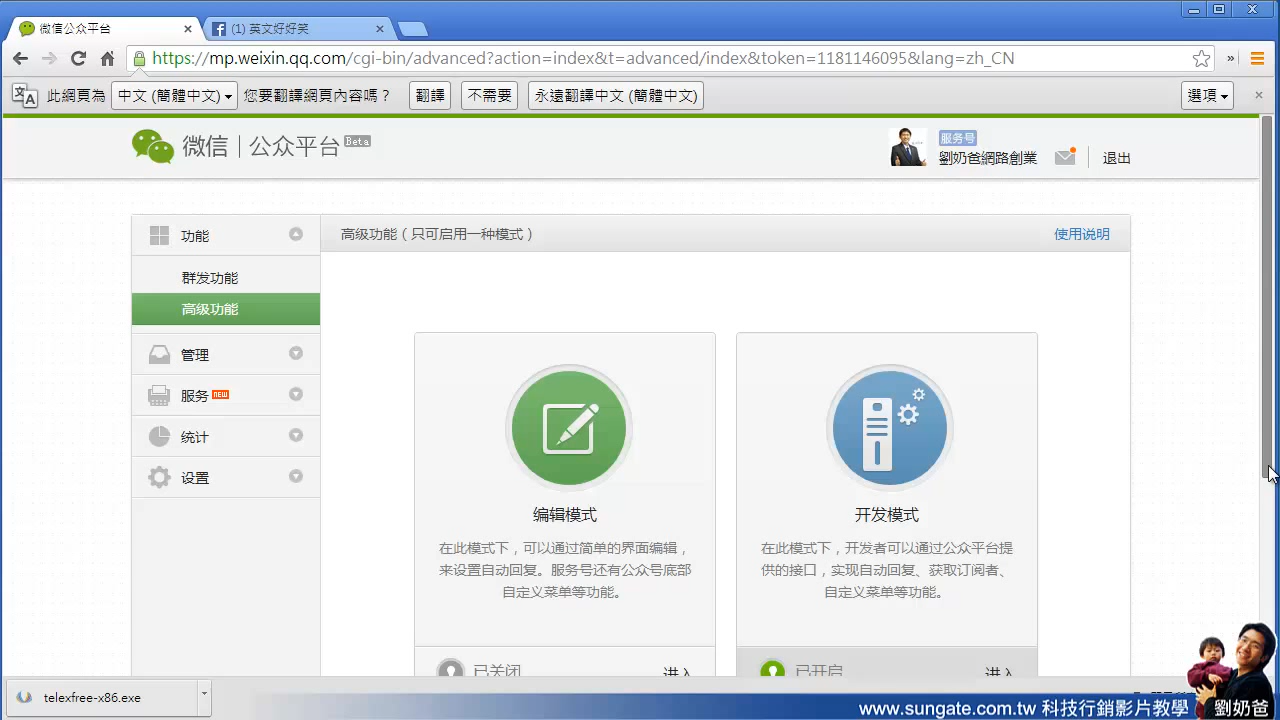 微信公众平台
(1) 英文好好笑
https://mp.weixin.qq.com/cgi-bin/advanced?action=index&t=advanced/index&token=1181146095&lang=zh_CN
此網頁為 中文 (簡體中文) 您要翻譯網頁內容嗎？ 翻譯 不需要 永遠翻譯中文 (簡體中文) 選項
微信 | 公众平台 Beta
服务号
劉奶爸網路創業
退出
功能
高级功能（只可启用一种模式）
使用说明
群发功能
高级功能
管理
服务 NEW
统计
设置
编辑模式
在此模式下，可以通过简单的界面编辑，
来设置自动回复。服务号还有公众号底部
自定义菜单等功能。
已关闭
进入
开发模式
在此模式下，开发者可以通过公众平台提
供的接口，实现自动回复、获取订阅者、
自定义菜单等功能。
已开启
进入
telexfree-x86.exe
www.sungate.com.tw 科技行銷影片教學
劉奶爸